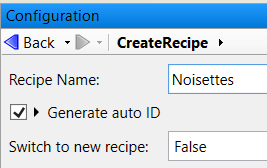 Configuration
Back CreateRecipe
Recipe Name: Noisettes
Generate auto ID
Switch to new recipe: False